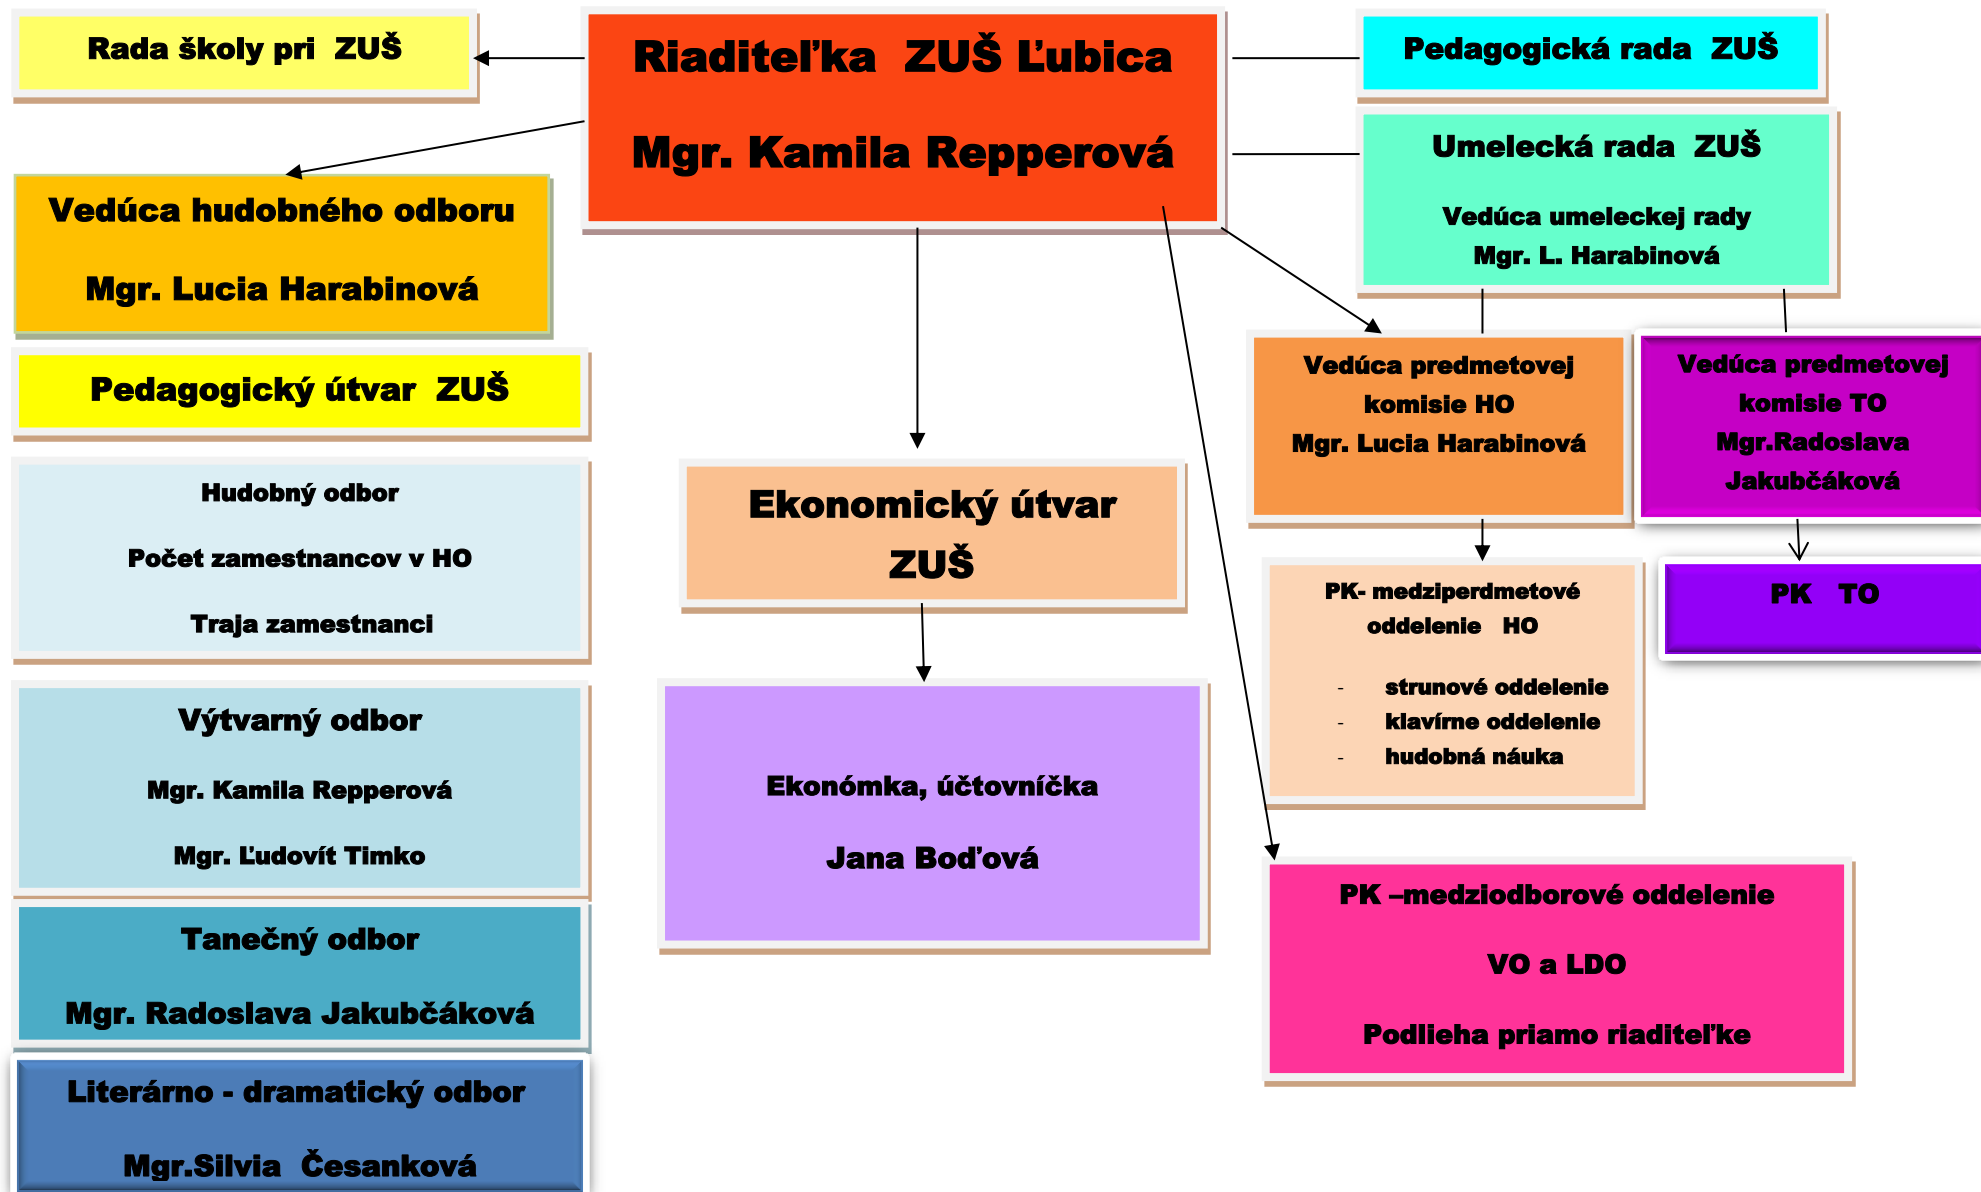 Rada školy pri ZUŠ
Riaditeľka ZUŠ Ľubica
Mgr. Kamila Repperová
Pedagogická rada ZUŠ
Umelecká rada ZUŠ
Vedúca umeleckej rady
Mgr. L. Harabinová
Vedúca hudobného odboru
Mgr. Lucia Harabinová
Pedagogický útvar ZUŠ
Hudobný odbor
Počet zamestnancov v HO
Traja zamestnanci
Výtvarný odbor
Mgr. Kamila Repperová
Mgr. Ľudovít Timko
Tanečný odbor
Mgr. Radoslava Jakubčáková
Literárno - dramatický odbor
Mgr.Silvia Česanková
Ekonomický útvar
ZUŠ
Ekonómka, účtovníčka
Jana Boďová
Vedúca predmetovej
komisie HO
Mgr. Lucia Harabinová
Vedúca predmetovej
komisie TO
Mgr.Radoslava
Jakubčáková
PK- medziperdmetové
oddelenie HO
- strunové oddelenie
- klavírne oddelenie
- hudobná náuka
PK TO
PK –medziodborové oddelenie
VO a LDO
Podlieha priamo riaditeľke